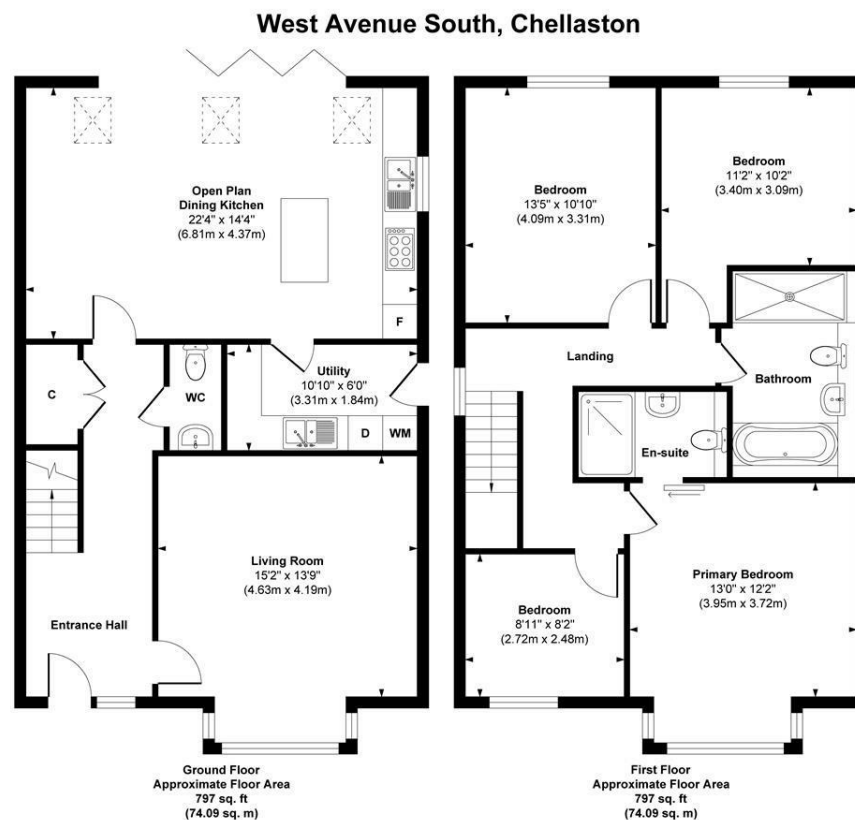 West Avenue South, Chellaston
Open Plan
Dining Kitchen
22'4" x 14'4"
(6.81m x 4.37m)
F
C
WC
Utility
10'10" x 6'0"
(3.31m x 1.84m)
D
WM
Living Room
15'2" x 13'9"
(4.63m x 4.19m)
Entrance Hall
Ground Floor
Approximate Floor Area
797 sq. ft
(74.09 sq. m)
Bedroom
13'5" x 10'10"
(4.09m x 3.31m)
Bedroom
11'2" x 10'2"
(3.40m x 3.09m)
Landing
Bathroom
En-suite
Primary Bedroom
13'0" x 12'2"
(3.95m x 3.72m)
Bedroom
8'11" x 8'2"
(2.72m x 2.48m)
First Floor
Approximate Floor Area
797 sq. ft
(74.09 sq. m)